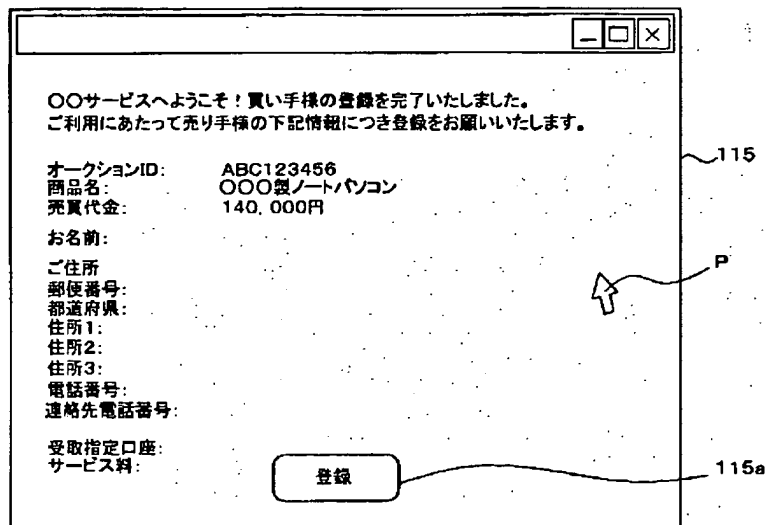 〇〇サービスへようこそ！買い手様の登録を完了いたしました。
ご利用にあたって売り手様の下記情報につき登録をお願いいたします。
115
オークションID: ABC123456
商品名: 〇〇〇製ノートパソコン
売買代金: 140, 000円
お名前:
P
ご住所
郵便番号:
都道府県:
住所1:
住所2:
住所3:
電話番号:
連絡先電話番号:
受取指定口座:
サービス料:
登録
115a